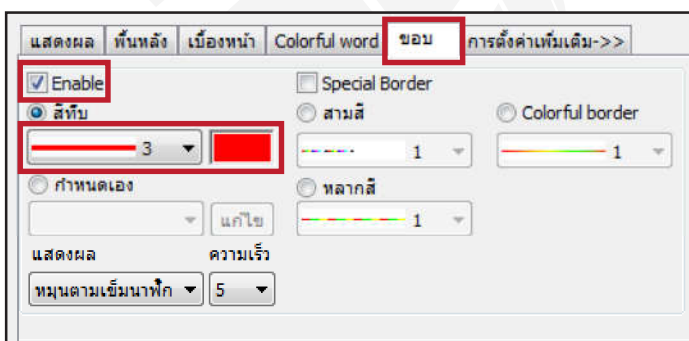 แสดงผล พื้นหลัง เบื้องหน้า Colorful word ขอบ การตั้งค่าเพิ่มเติม->>
Enable Special Border
สีทึบ สามสี Colorful border
3 1 1
กำหนดเอง หลากสี
แก้ไข 1
แสดงผล ความเร็ว
หมุนตามเข็มนาฬิก 5